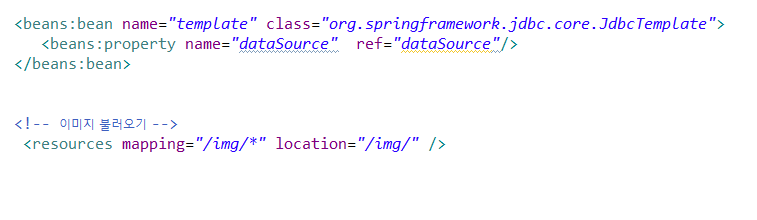 <beans:bean name="template" class="org.springframework.jdbc.core.JdbcTemplate">
<beans:property name="dataSource"  ref="dataSource"/>
</beans:bean>
<!-- 이미지 불러오기 -->
<resources mapping="/img/*" location="/img/" />